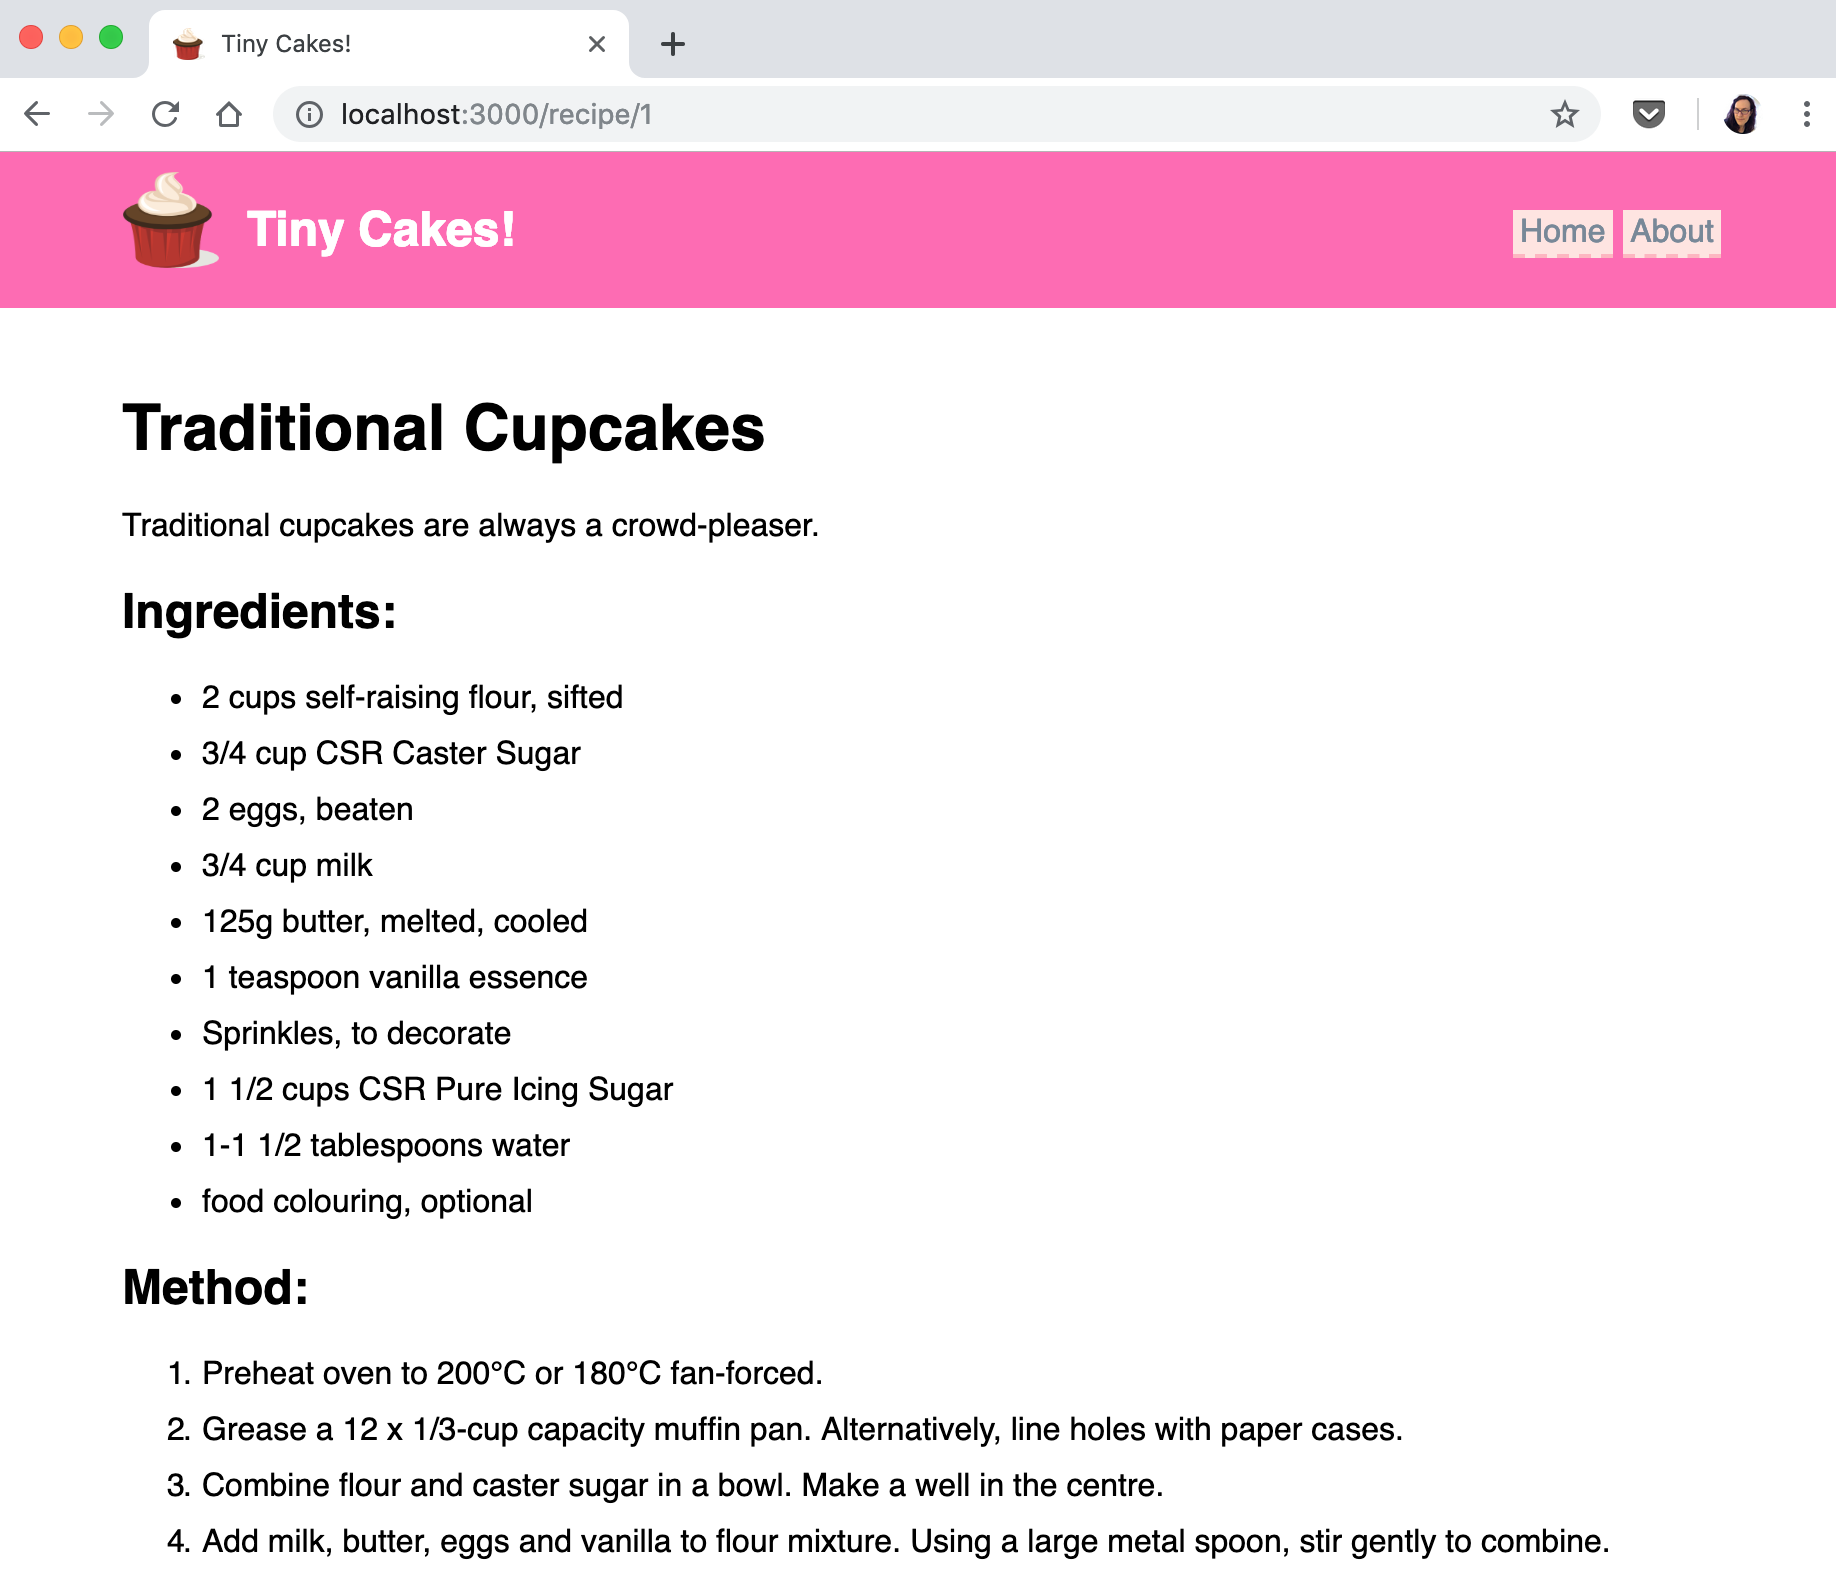 Tiny Cakes!
localhost:3000/recipe/1
Tiny Cakes!
Home About
Traditional Cupcakes
Traditional cupcakes are always a crowd-pleaser.
Ingredients:
• 2 cups self-raising flour, sifted
• 3/4 cup CSR Caster Sugar
• 2 eggs, beaten
• 3/4 cup milk
• 125g butter, melted, cooled
• 1 teaspoon vanilla essence
• Sprinkles, to decorate
• 1 1/2 cups CSR Pure Icing Sugar
• 1-1 1/2 tablespoons water
• food colouring, optional
Method:
1. Preheat oven to 200°C or 180°C fan-forced.
2. Grease a 12 x 1/3-cup capacity muffin pan. Alternatively, line holes with paper cases.
3. Combine flour and caster sugar in a bowl. Make a well in the centre.
4. Add milk, butter, eggs and vanilla to flour mixture. Using a large metal spoon, stir gently to combine.